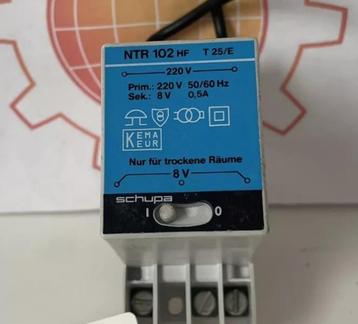 NTR 102 HF T 25/E
220 V
Prim.: 220 V 50/60 Hz
Sek.: 8 V 0,5A
8
KEMA
KEUR
Nur für trockene Räume
8 V
schupa
I 0